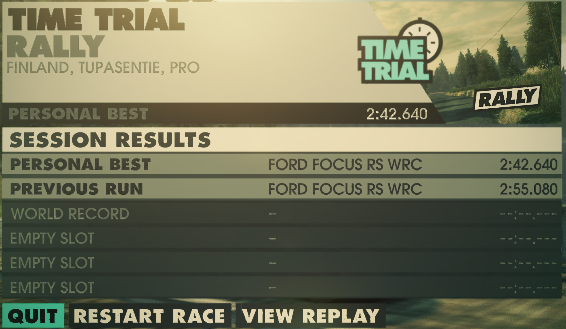 TIME TRIAL
RALLY
FINLAND, TUPASENTIE, PRO
TIME
TRIAL
RALLY
PERSONAL BEST 2:42.640
SESSION RESULTS
PERSONAL BEST FORD FOCUS RS WRC 2:42.640
PREVIOUS RUN FORD FOCUS RS WRC 2:55.080
WORLD RECORD – --:--.---
EMPTY SLOT – --:--.---
EMPTY SLOT – --:--.---
EMPTY SLOT – --:--.---
QUIT RESTART RACE VIEW REPLAY